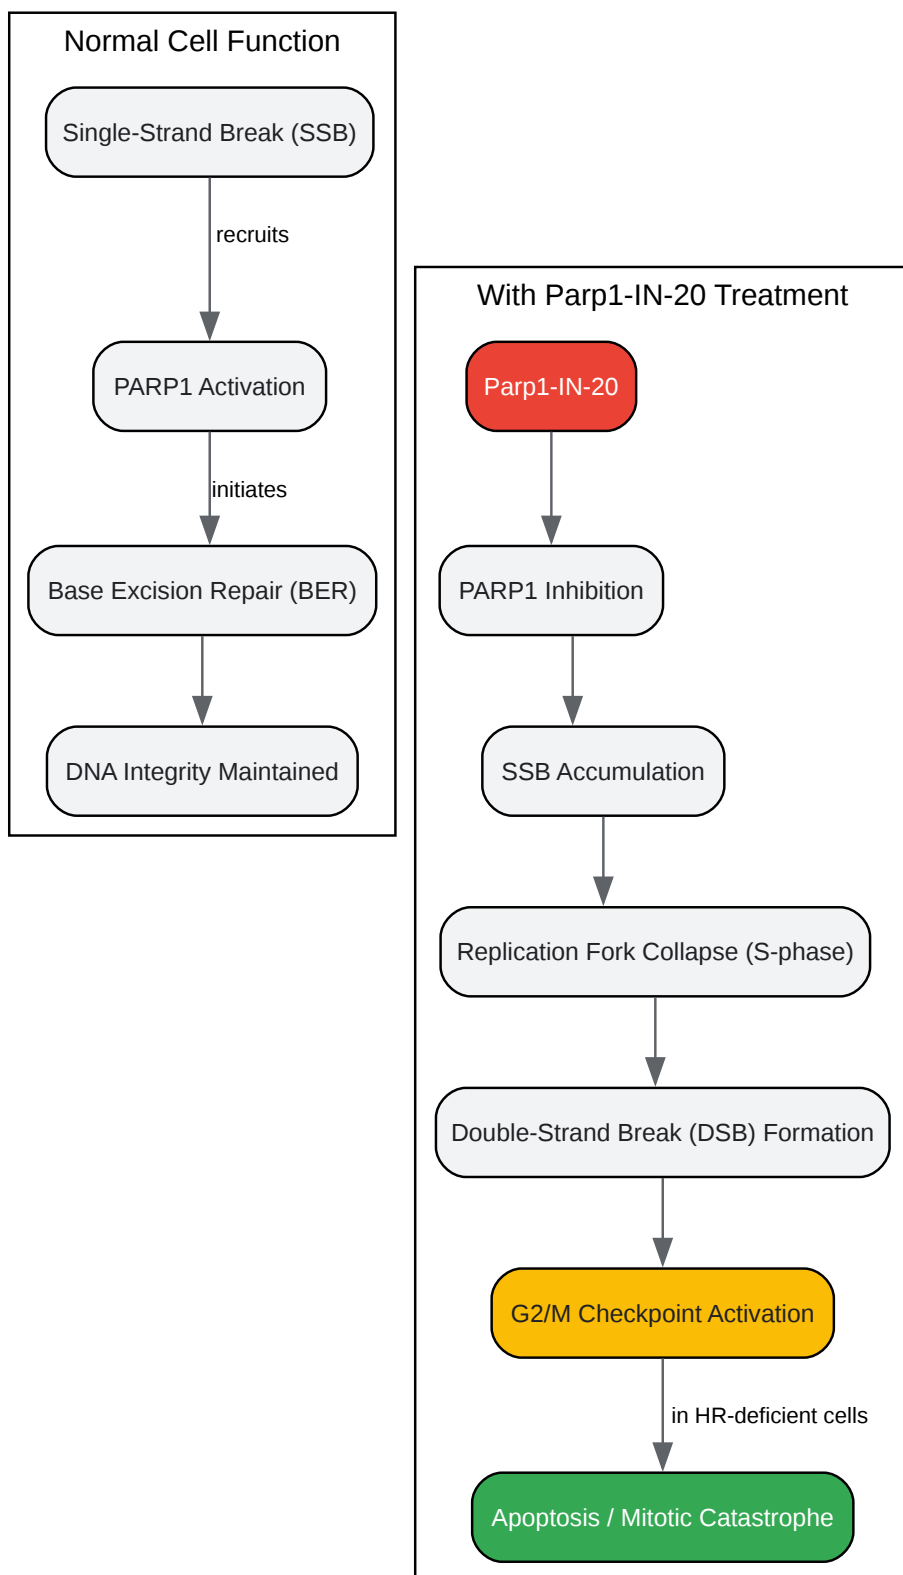 Normal Cell Function
Single-Strand Break (SSB)
recruits
PARP1 Activation
initiates
Base Excision Repair (BER)
DNA Integrity Maintained
With Parp1-IN-20 Treatment
Parp1-IN-20
PARP1 Inhibition
SSB Accumulation
Replication Fork Collapse (S-phase)
Double-Strand Break (DSB) Formation
G2/M Checkpoint Activation
in HR-deficient cells
Apoptosis / Mitotic Catastrophe